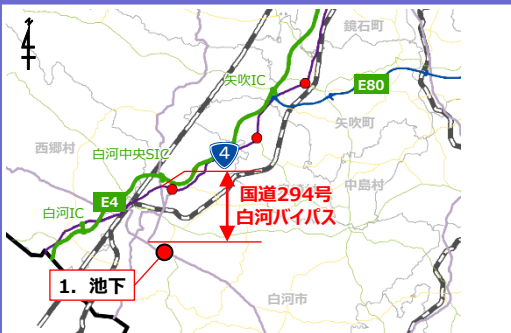 鏡石町
矢吹IC
E80
矢吹町
西郷村
白河中央SIC
4
中島村
国道294号
白河バイパス
E4
白河IC
1. 池下
白河市
4